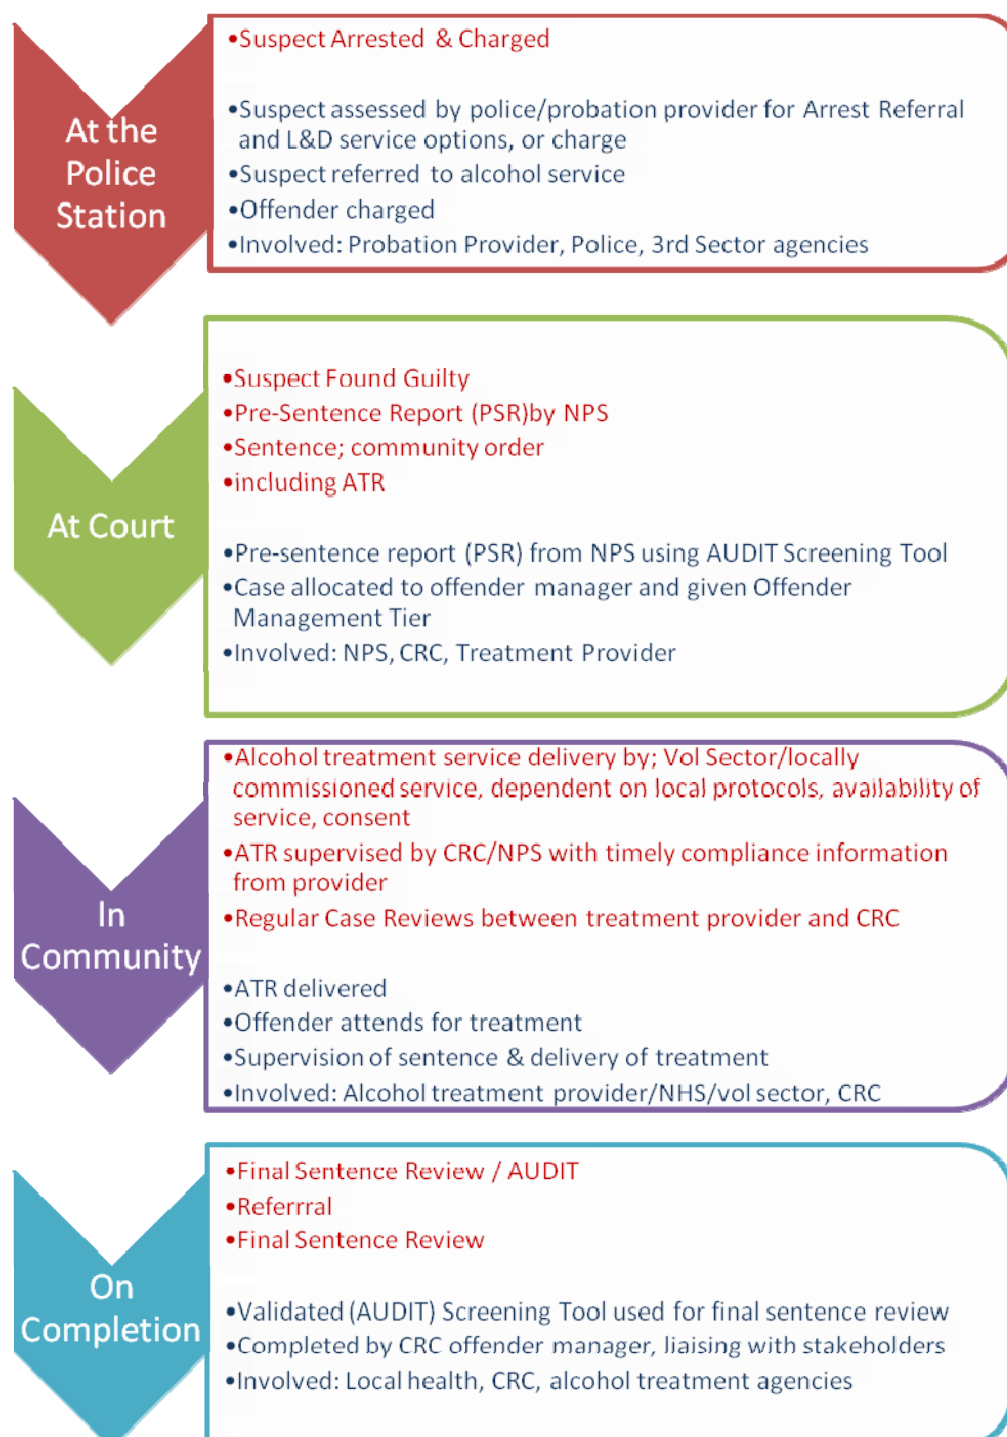 At the
Police
Station
•Suspect Arrested & Charged
•Suspect assessed by police/probation provider for Arrest Referral
and L&D service options, or charge
•Suspect referred to alcohol service
•Offender charged
•Involved: Probation Provider, Police, 3rd Sector agencies
At Court
•Suspect Found Guilty
•Pre-Sentence Report (PSR)by NPS
•Sentence; community order
•including ATR
•Pre-sentence report (PSR) from NPS using AUDIT Screening Tool
•Case allocated to offender manager and given Offender
Management Tier
•Involved: NPS, CRC, Treatment Provider
In
Community
•Alcohol treatment service delivery by; Vol Sector/locally
commissioned service, dependent on local protocols, availability of
service, consent
•ATR supervised by CRC/NPS with timely compliance information
from provider
•Regular Case Reviews between treatment provider and CRC
•ATR delivered
•Offender attends for treatment
•Supervision of sentence & delivery of treatment
•Involved: Alcohol treatment provider/NHS/vol sector, CRC
On
Completion
•Final Sentence Review / AUDIT
•Referrral
•Final Sentence Review
•Validated (AUDIT) Screening Tool used for final sentence review
•Completed by CRC offender manager, liaising with stakeholders
•Involved: Local health, CRC, alcohol treatment agencies